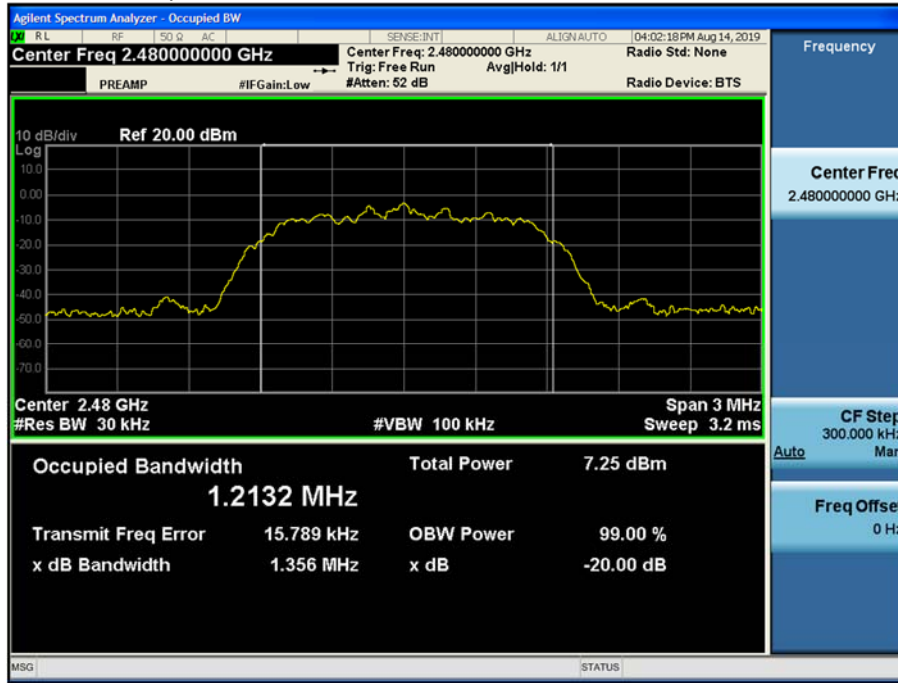 Agilent Spectrum Analyzer - Occupied BW
LXI RL RF 50 Ω AC SENSE:INT ALIGN AUTO 04:02:18 PM Aug 14, 2019
Center Freq 2.480000000 GHz
Center Freq: 2.480000000 GHz
Radio Std: None
Trig: Free Run Avg|Hold: 1/1
PREAMP #IFGain:Low #Atten: 52 dB Radio Device: BTS
10 dB/div Ref 20.00 dBm
Log
10.0
0.00
-10.0
-20.0
-30.0
-40.0
-50.0
-60.0
-70.0
Center 2.48 GHz Span 3 MHz
#Res BW 30 kHz #VBW 100 kHz Sweep 3.2 ms
Occupied Bandwidth Total Power 7.25 dBm
1.2132 MHz
Transmit Freq Error 15.789 kHz OBW Power 99.00 %
x dB Bandwidth 1.356 MHz x dB -20.00 dB
MSG STATUS
Frequency
Center Freq
2.480000000 GHz
CF Step
300.000 kHz
Auto Man
Freq Offset
0 Hz